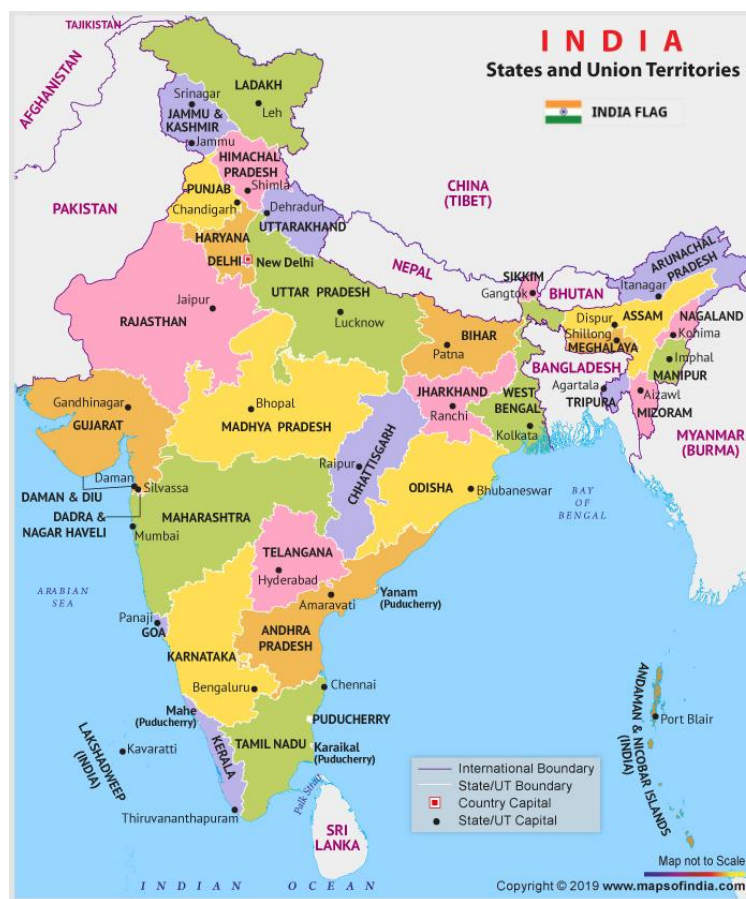 INDIA
States and Union Territories
INDIA FLAG
TAJIKISTAN
AFGHANISTAN
PAKISTAN
CHINA
(TIBET)
NEPAL
BHUTAN
BANGLADESH
MYANMAR
(BURMA)
SRI
LANKA
LADAKH
Leh
Srinagar
JAMMU &
KASHMIR
Jammu
HIMACHAL
PRADESH
Shimla
PUNJAB
Chandigarh
Dehradun
UTTARAKHAND
HARYANA
DELHI
New Delhi
UTTAR PRADESH
Lucknow
Jaipur
RAJASTHAN
SIKKIM
Gangtok
ARUNACHAL
PRADESH
Itanagar
ASSAM
Dispur
NAGALAND
Kohima
Shillong
MEGHALAYA
Imphal
MANIPUR
Agartala
TRIPURA
Aizawl
MIZORAM
BIHAR
Patna
JHARKHAND
Ranchi
WEST
BENGAL
Kolkata
Gandhinagar
GUJARAT
Bhopal
MADHYA PRADESH
Raipur
CHHATTISGARH
ODISHA
Bhubaneswar
Daman
DAMAN & DIU
Silvassa
DADRA &
NAGAR HAVELI
MAHARASHTRA
Mumbai
TELANGANA
Hyderabad
Yanam
(Puducherry)
Amaravati
ANDHRA
PRADESH
Panaji
GOA
KARNATAKA
Bengaluru
Chennai
Mahe
(Puducherry)
PUDUCHERRY
TAMIL NADU
Karaikal
(Puducherry)
KERALA
Thiruvananthapuram
LAKSHADWEEP
(INDIA)
Kavaratti
Palk Strait
ARABIAN
SEA
BAY
OF
BENGAL
INDIAN OCEAN
ANDAMAN & NICOBAR ISLANDS
(INDIA)
Port Blair
International Boundary
State/UT Boundary
Country Capital
State/UT Capital
Map not to Scale
Copyright © 2019 www.mapsofindia.com